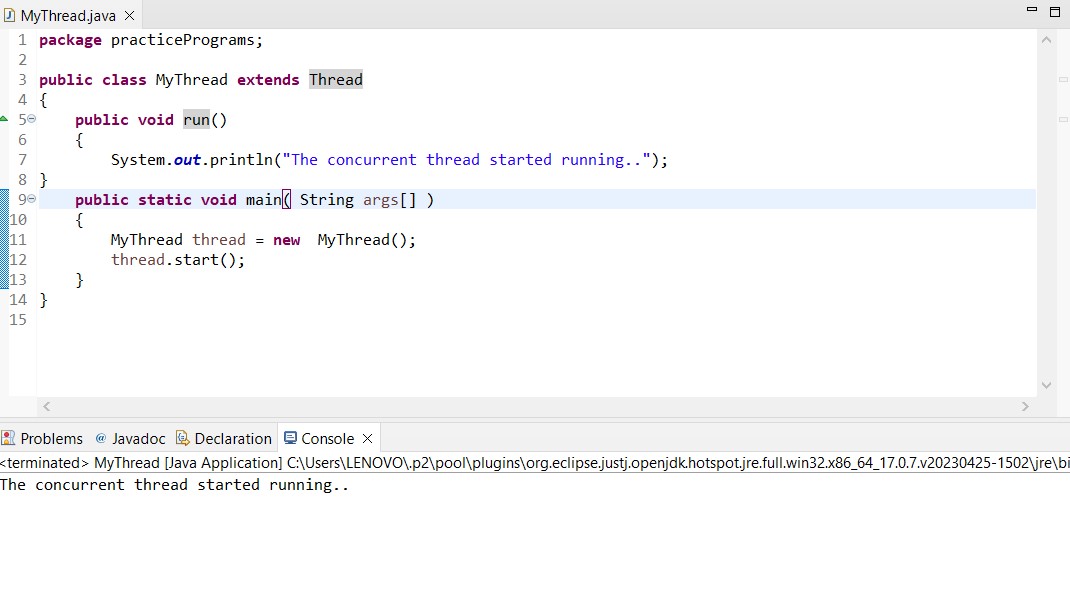 MyThread.java
1 package practicePrograms;
2
3 public class MyThread extends Thread
4 {
5 public void run()
6 {
7 System.out.println("The concurrent thread started running..");
8 }
9 public static void main( String args[] )
10 {
11 MyThread thread = new  MyThread();
12 thread.start();
13 }
14 }
15
Problems @ Javadoc Declaration Console
<terminated> MyThread [Java Application] C:\Users\LENOVO\.p2\pool\plugins\org.eclipse.justj.openjdk.hotspot.jre.full.win32.x86_64_17.0.7.v20230425-1502\jre\bi
The concurrent thread started running..